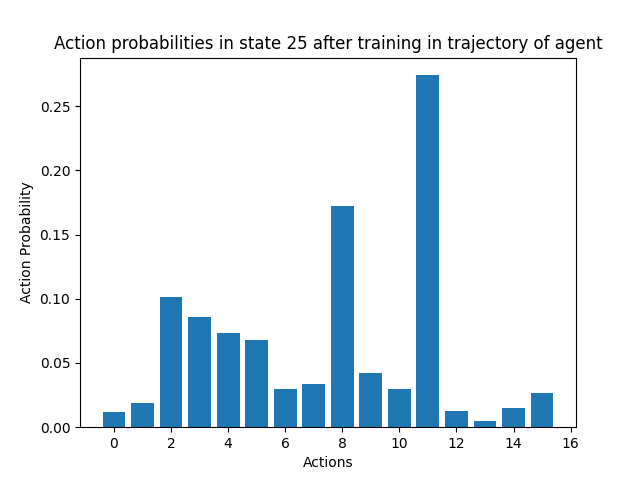 Action probabilities in state 25 after training in trajectory of agent
0.25
0.20
0.15
0.10
0.05
0.00
Action Probability
0 2 4 6 8 10 12 14 16
Actions